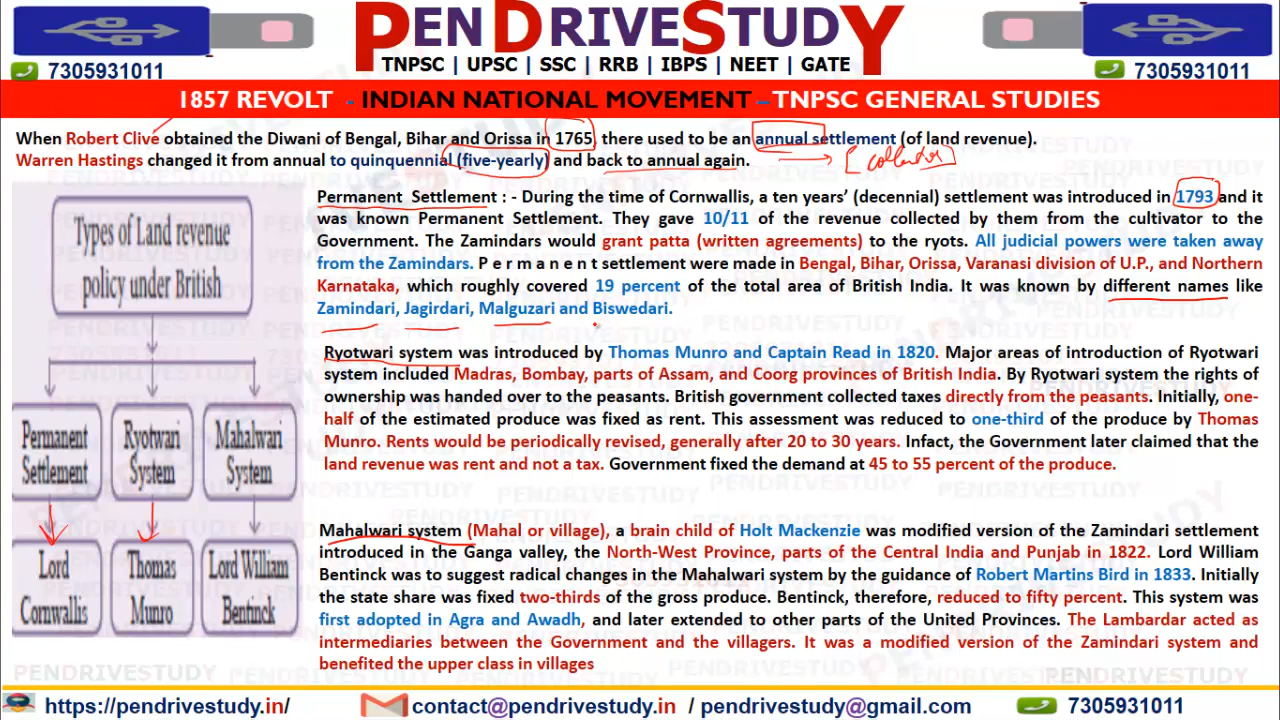 PENDRIVESTUDY
TNPSC | UPSC | SSC | RRB | IBPS | NEET | GATE
7305931011
7305931011
1857 REVOLT - INDIAN NATIONAL MOVEMENT – TNPSC GENERAL STUDIES
When Robert Clive obtained the Diwani of Bengal, Bihar and Orissa in 1765 there used to be an annual settlement (of land revenue).
Warren Hastings changed it from annual to quinquennial (five-yearly) and back to annual again.
Types of Land revenue
policy under British
Permanent
Settlement
Ryotwari
System
Mahalwari
System
Lord
Cornwallis
Thomas
Munro
Lord William
Bentinck
Permanent Settlement : - During the time of Cornwallis, a ten years’ (decennial) settlement was introduced in 1793 and it
was known Permanent Settlement. They gave 10/11 of the revenue collected by them from the cultivator to the
Government. The Zamindars would grant patta (written agreements) to the ryots. All judicial powers were taken away
from the Zamindars. P e r m a n e n t settlement were made in Bengal, Bihar, Orissa, Varanasi division of U.P., and Northern
Karnataka, which roughly covered 19 percent of the total area of British India. It was known by different names like
Zamindari, Jagirdari, Malguzari and Biswedari.
Ryotwari system was introduced by Thomas Munro and Captain Read in 1820. Major areas of introduction of Ryotwari
system included Madras, Bombay, parts of Assam, and Coorg provinces of British India. By Ryotwari system the rights of
ownership was handed over to the peasants. British government collected taxes directly from the peasants. Initially, one-
half of the estimated produce was fixed as rent. This assessment was reduced to one-third of the produce by Thomas
Munro. Rents would be periodically revised, generally after 20 to 30 years. Infact, the Government later claimed that the
land revenue was rent and not a tax. Government fixed the demand at 45 to 55 percent of the produce.
Mahalwari system (Mahal or village), a brain child of Holt Mackenzie was modified version of the Zamindari settlement
introduced in the Ganga valley, the North-West Province, parts of the Central India and Punjab in 1822. Lord William
Bentinck was to suggest radical changes in the Mahalwari system by the guidance of Robert Martins Bird in 1833. Initially
the state share was fixed two-thirds of the gross produce. Bentinck, therefore, reduced to fifty percent. This system was
first adopted in Agra and Awadh, and later extended to other parts of the United Provinces. The Lambardar acted as
intermediaries between the Government and the villagers. It was a modified version of the Zamindari system and
benefited the upper class in villages
https://pendrivestudy.in/
contact@pendrivestudy.in / pendrivestudy@gmail.com
7305931011